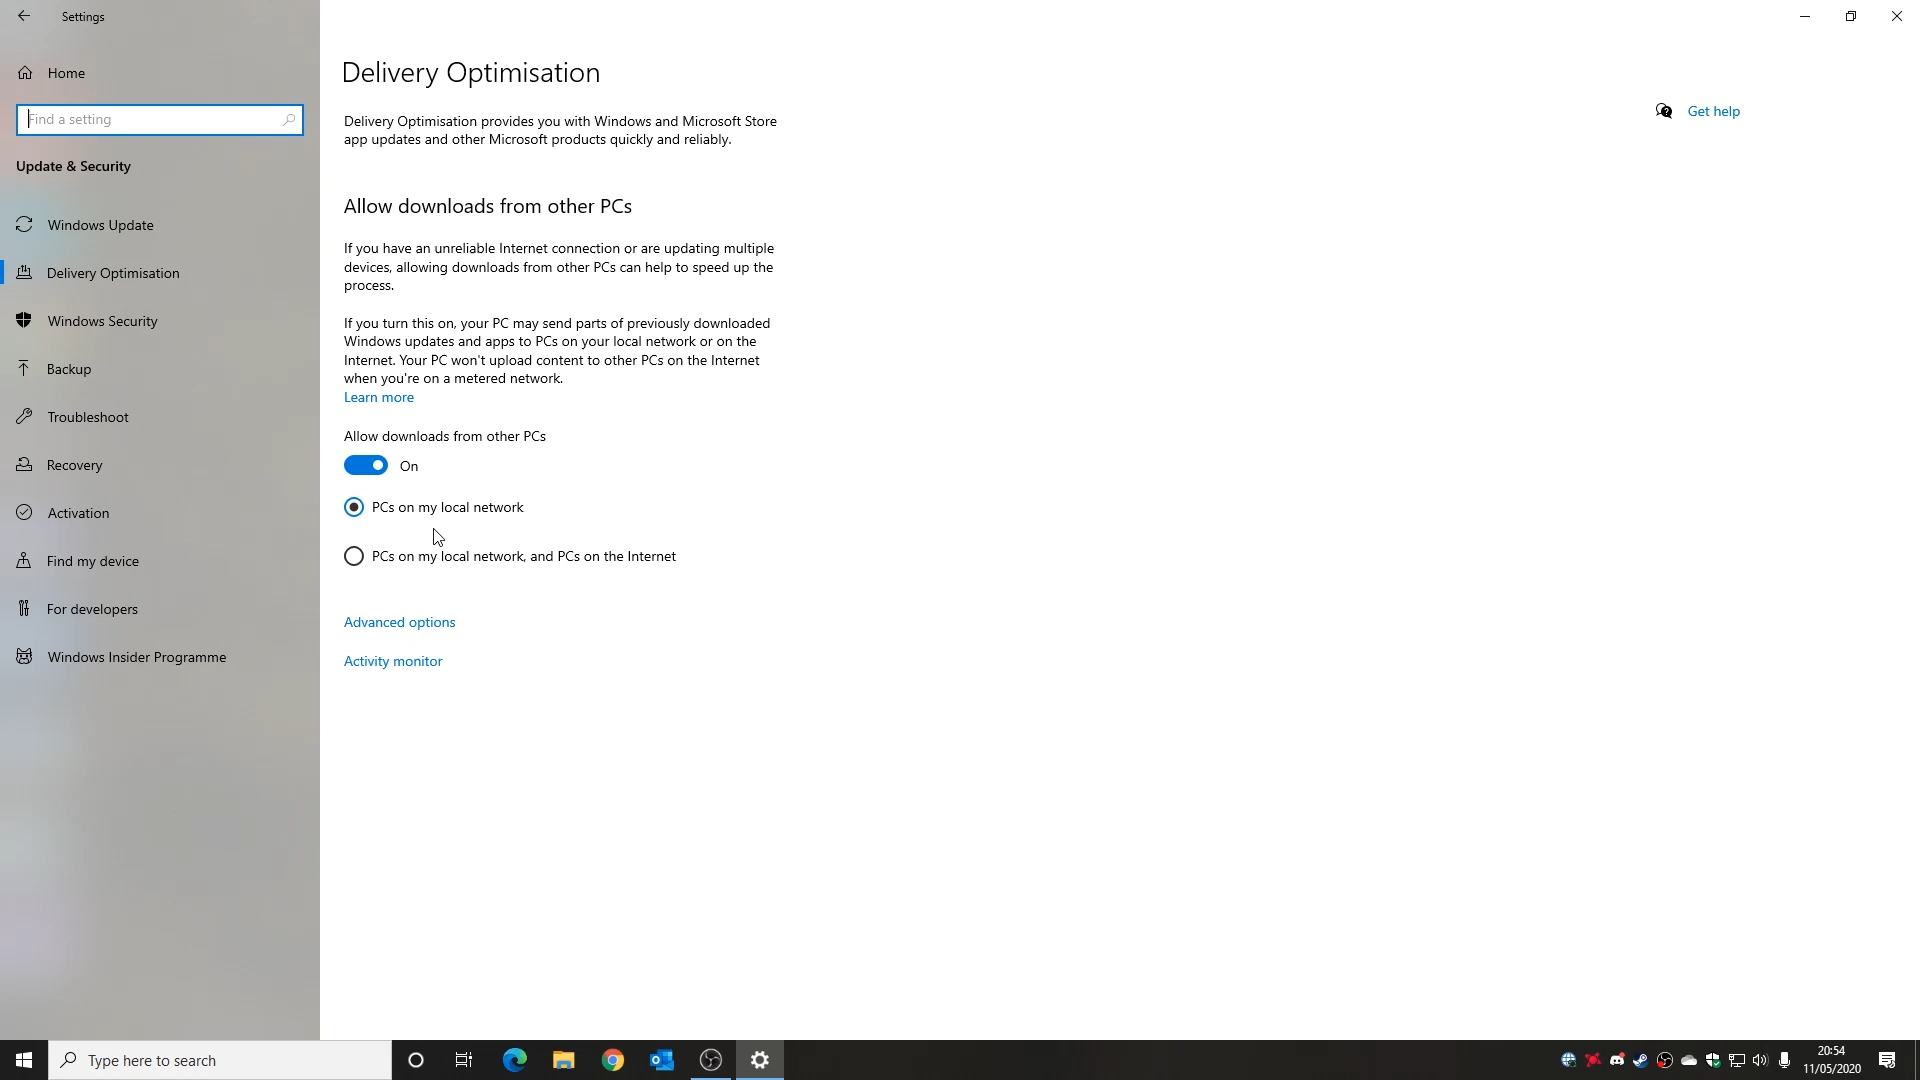 Settings
Home
Find a setting
Update & Security
Windows Update
Delivery Optimisation
Windows Security
Backup
Troubleshoot
Recovery
Activation
Find my device
For developers
Windows Insider Programme
Delivery Optimisation
Delivery Optimisation provides you with Windows and Microsoft Store
app updates and other Microsoft products quickly and reliably.
Allow downloads from other PCs
If you have an unreliable Internet connection or are updating multiple
devices, allowing downloads from other PCs can help to speed up the
process.
If you turn this on, your PC may send parts of previously downloaded
Windows updates and apps to PCs on your local network or on the
Internet. Your PC won't upload content to other PCs on the Internet
when you're on a metered network.
Learn more
Allow downloads from other PCs
On
PCs on my local network
PCs on my local network, and PCs on the Internet
Advanced options
Activity monitor
Get help
Type here to search
20:54
11/05/2020